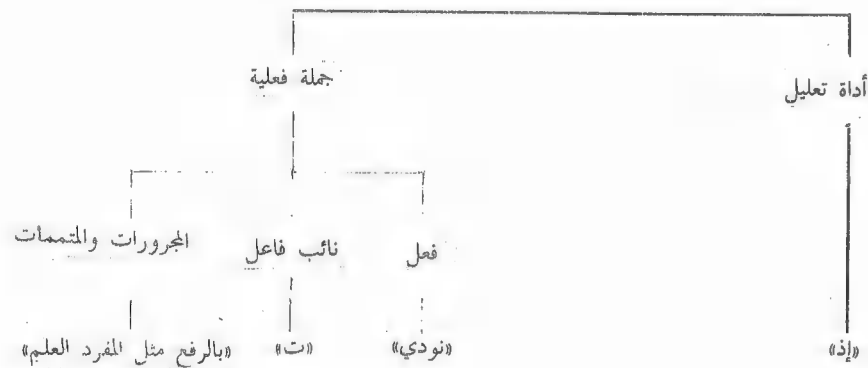 أداة تعليل
جملة فعلية
فعل
نائب فاعل
المجرورات والمتممات
«إذ»
«نودي»
«ت»
«بالرفع مثل المفرد العلم»